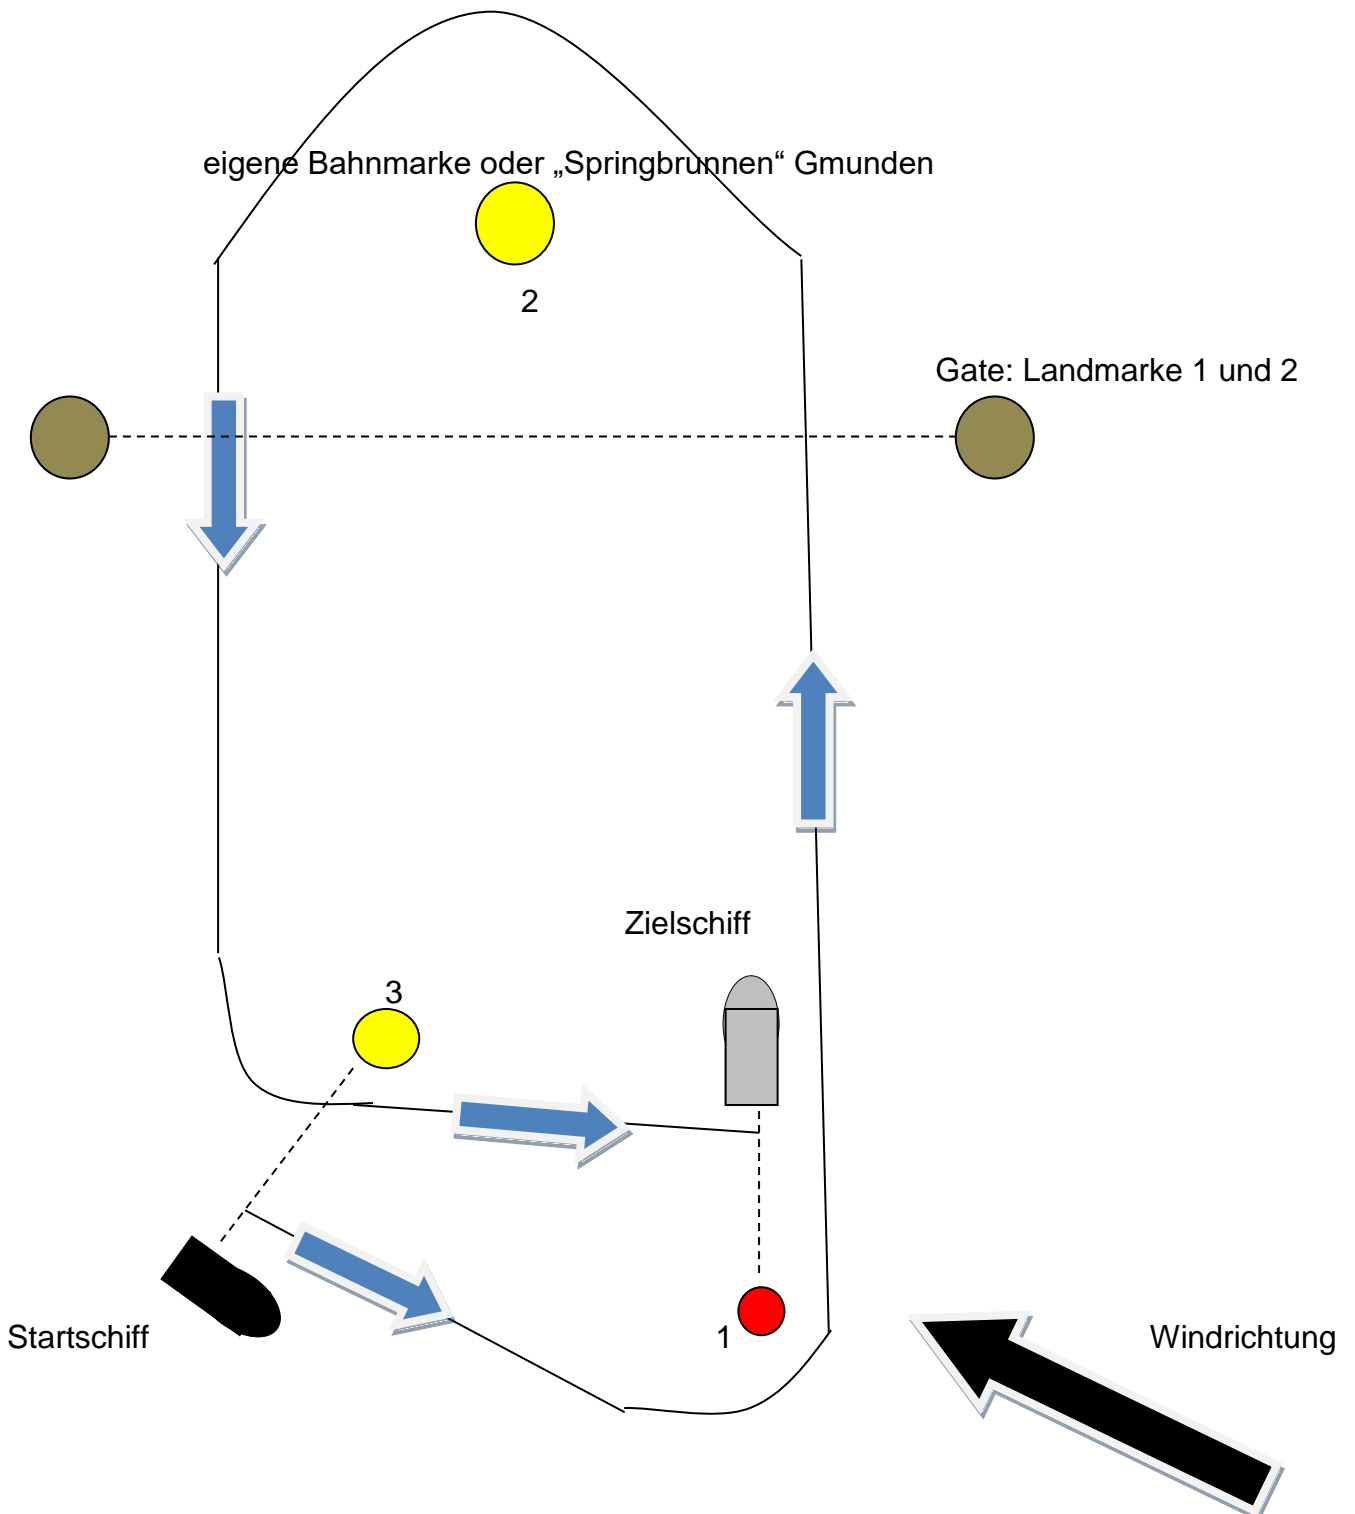 eigene Bahnmarke oder „Springbrunnen“ Gmunden
2
Gate: Landmarke 1 und 2
Zielschiff
3
Startschiff
1
Windrichtung